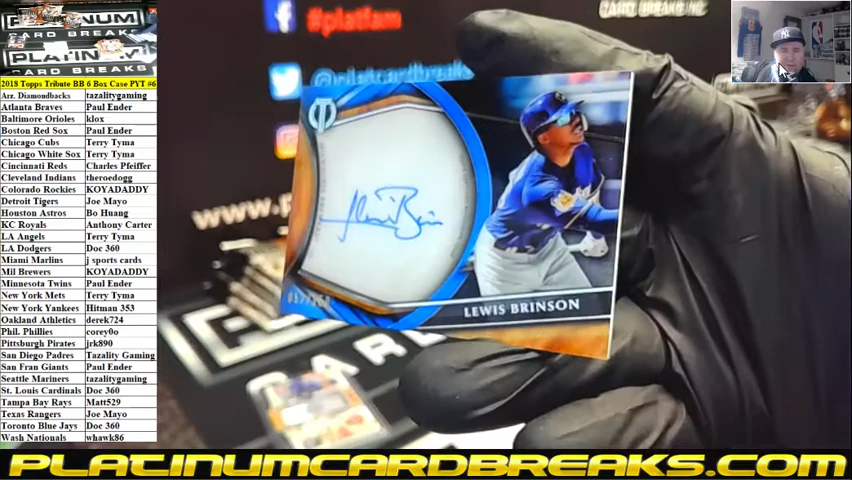 PLATINUM
CARD BREAKS
PLATINUM
CARD BREAKS
2018 Topps Tribute BB 6 Box Case PYT #6
Arz. Diamondbacks tazalitygaming
Atlanta Braves Paul Ender
Baltimore Orioles klox
Boston Red Sox Paul Ender
Chicago Cubs Terry Tyma
Chicago White Sox Terry Tyma
Cincinnati Reds Charles Pfeiffer
Cleveland Indians theroedogg
Colorado Rockies KOYADADDY
Detroit Tigers Joe Mayo
Houston Astros Bo Huang
KC Royals Anthony Carter
LA Angels Terry Tyma
LA Dodgers Doc 360
Miami Marlins j sports cards
Mil Brewers KOYADADDY
Minnesota Twins Paul Ender
New York Mets Terry Tyma
New York Yankees Hitman 353
Oakland Athletics derek724
Phil. Phillies corey0o
Pittsburgh Pirates jrk890
San Diego Padres Tazality Gaming
San Fran Giants Paul Ender
Seattle Mariners tazalitygaming
St. Louis Cardinals Doc 360
Tampa Bay Rays Matt529
Texas Rangers Joe Mayo
Toronto Blue Jays Doc 360
Wash Nationals whawk86
#platfam
CARD BREAKS INC
@platcardbreaks
www.
LEWIS BRINSON
PLATINUMCARDBREAKS.COM